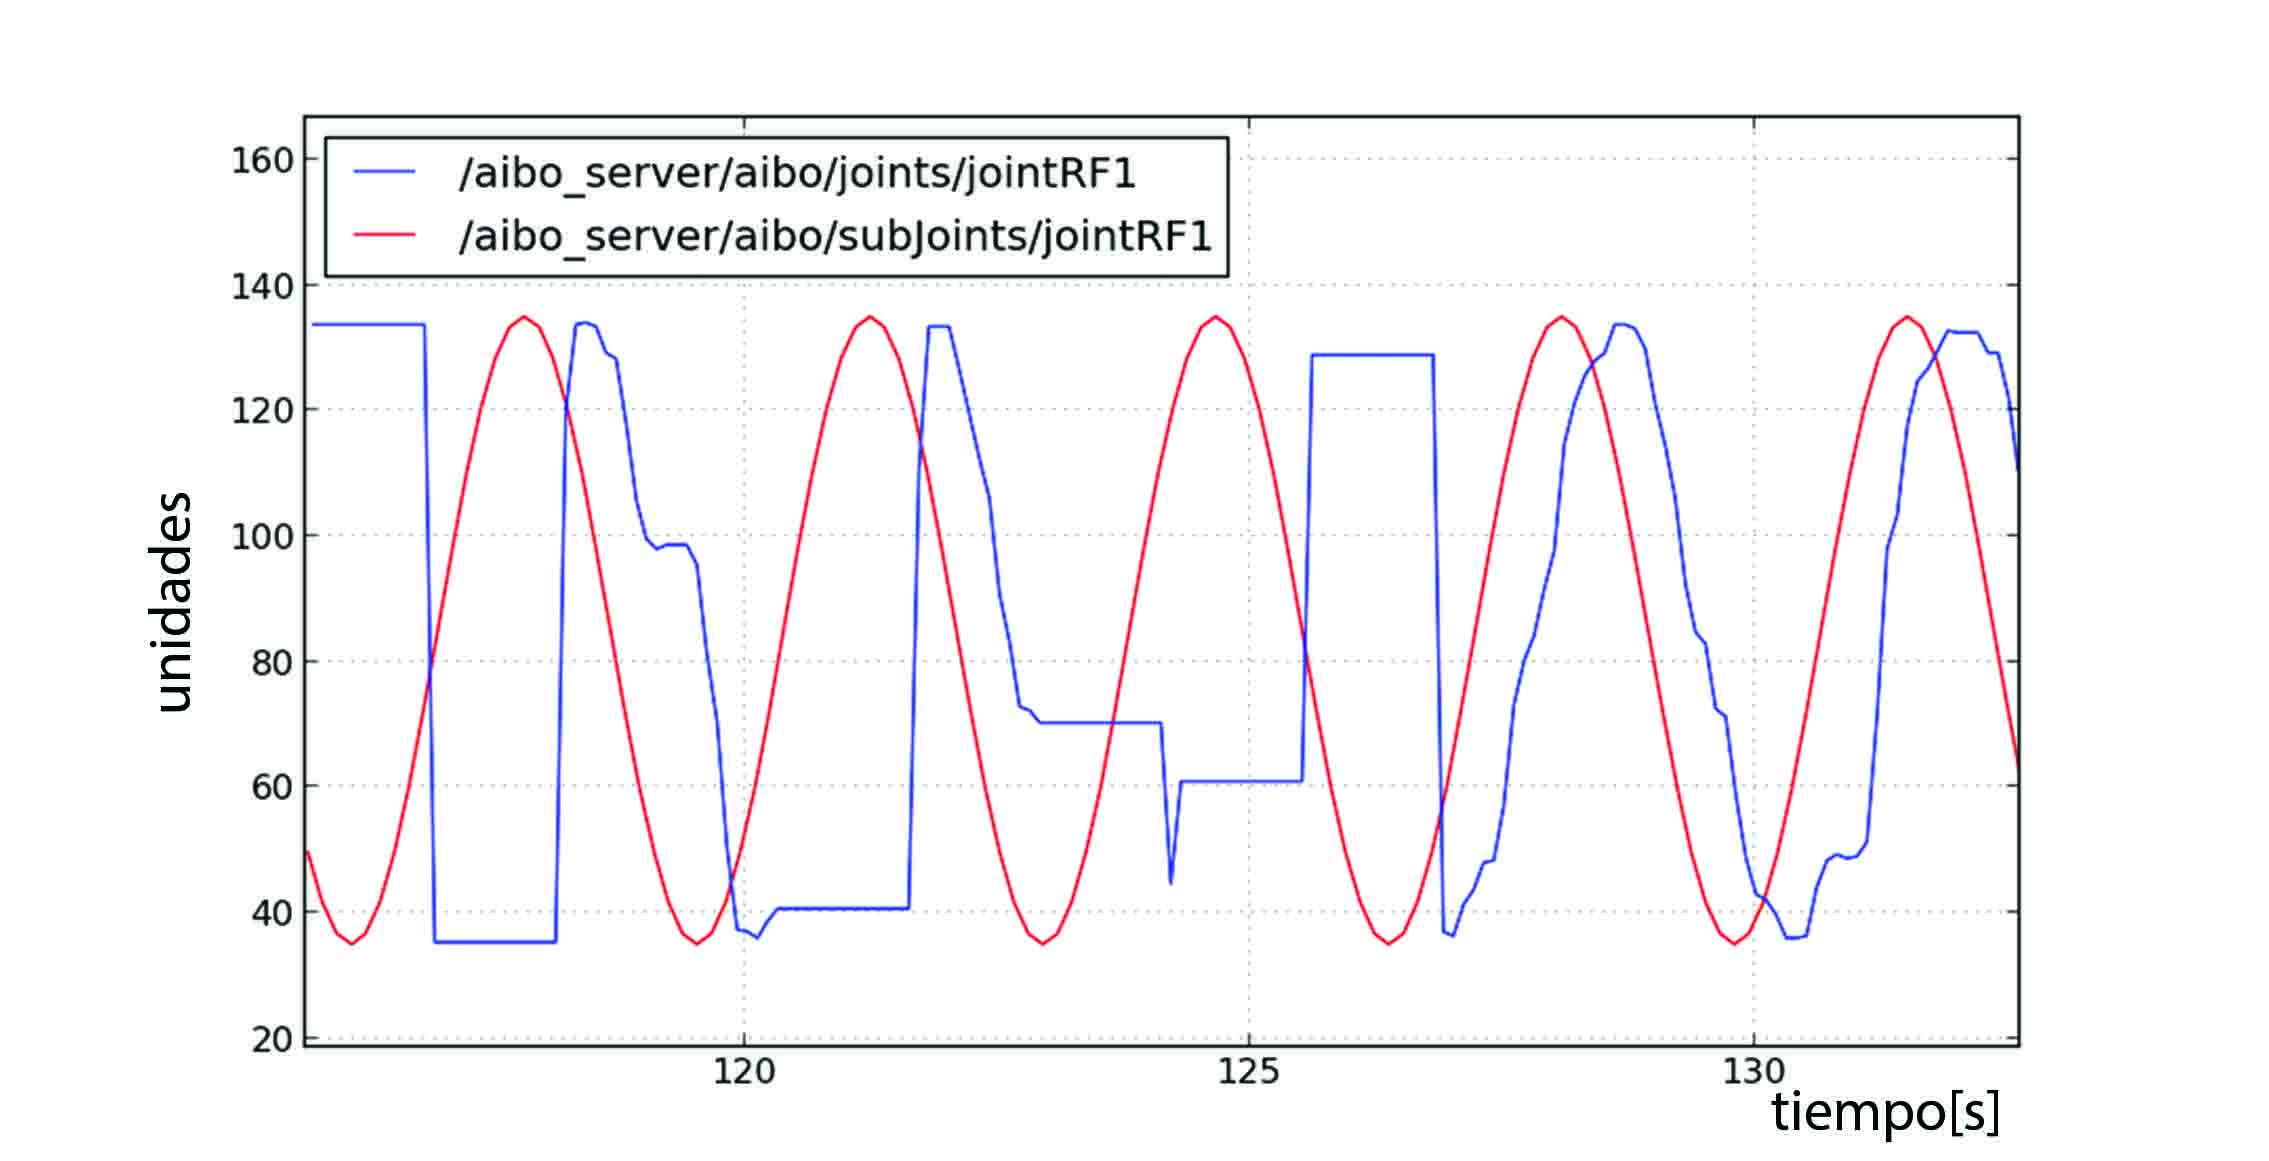 /aibo_server/aibo/joints/jointRF1
/aibo_server/aibo/subJoints/jointRF1
160
140
120
100
80
60
40
20
unidades
120 125 130
tiempo[s]